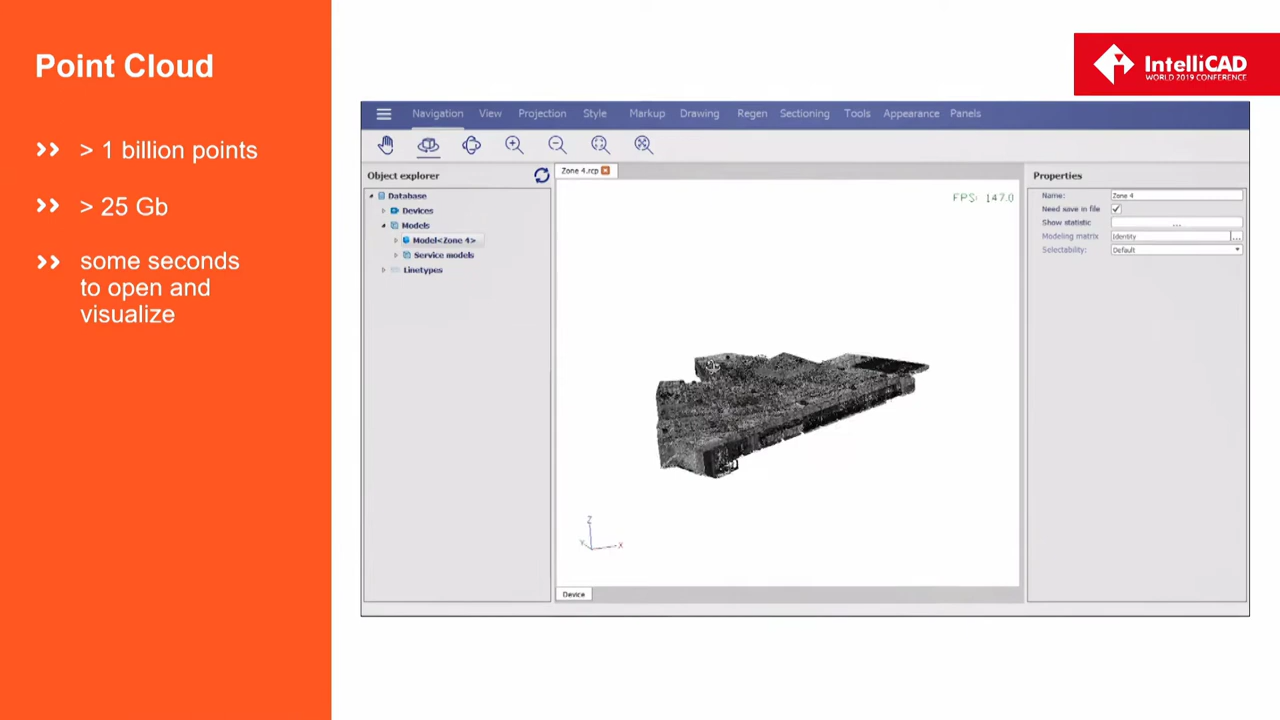 Point Cloud
> 1 billion points
> 25 Gb
some seconds
to open and
visualize
IntelliCAD
WORLD 2019 CONFERENCE
Navigation View Projection Style Markup Drawing Regen Sectioning Tools Appearance Panels
Object explorer
Database
Devices
Models
Model<Zone 4>
Service models
Linetypes
Zone 4.rcp
FPS: 147.0
Z
Y X
Device
Properties
Name: Zone 4
Need save in file
Show statistic ...
Modeling matrix Identity ...
Selectability: Default